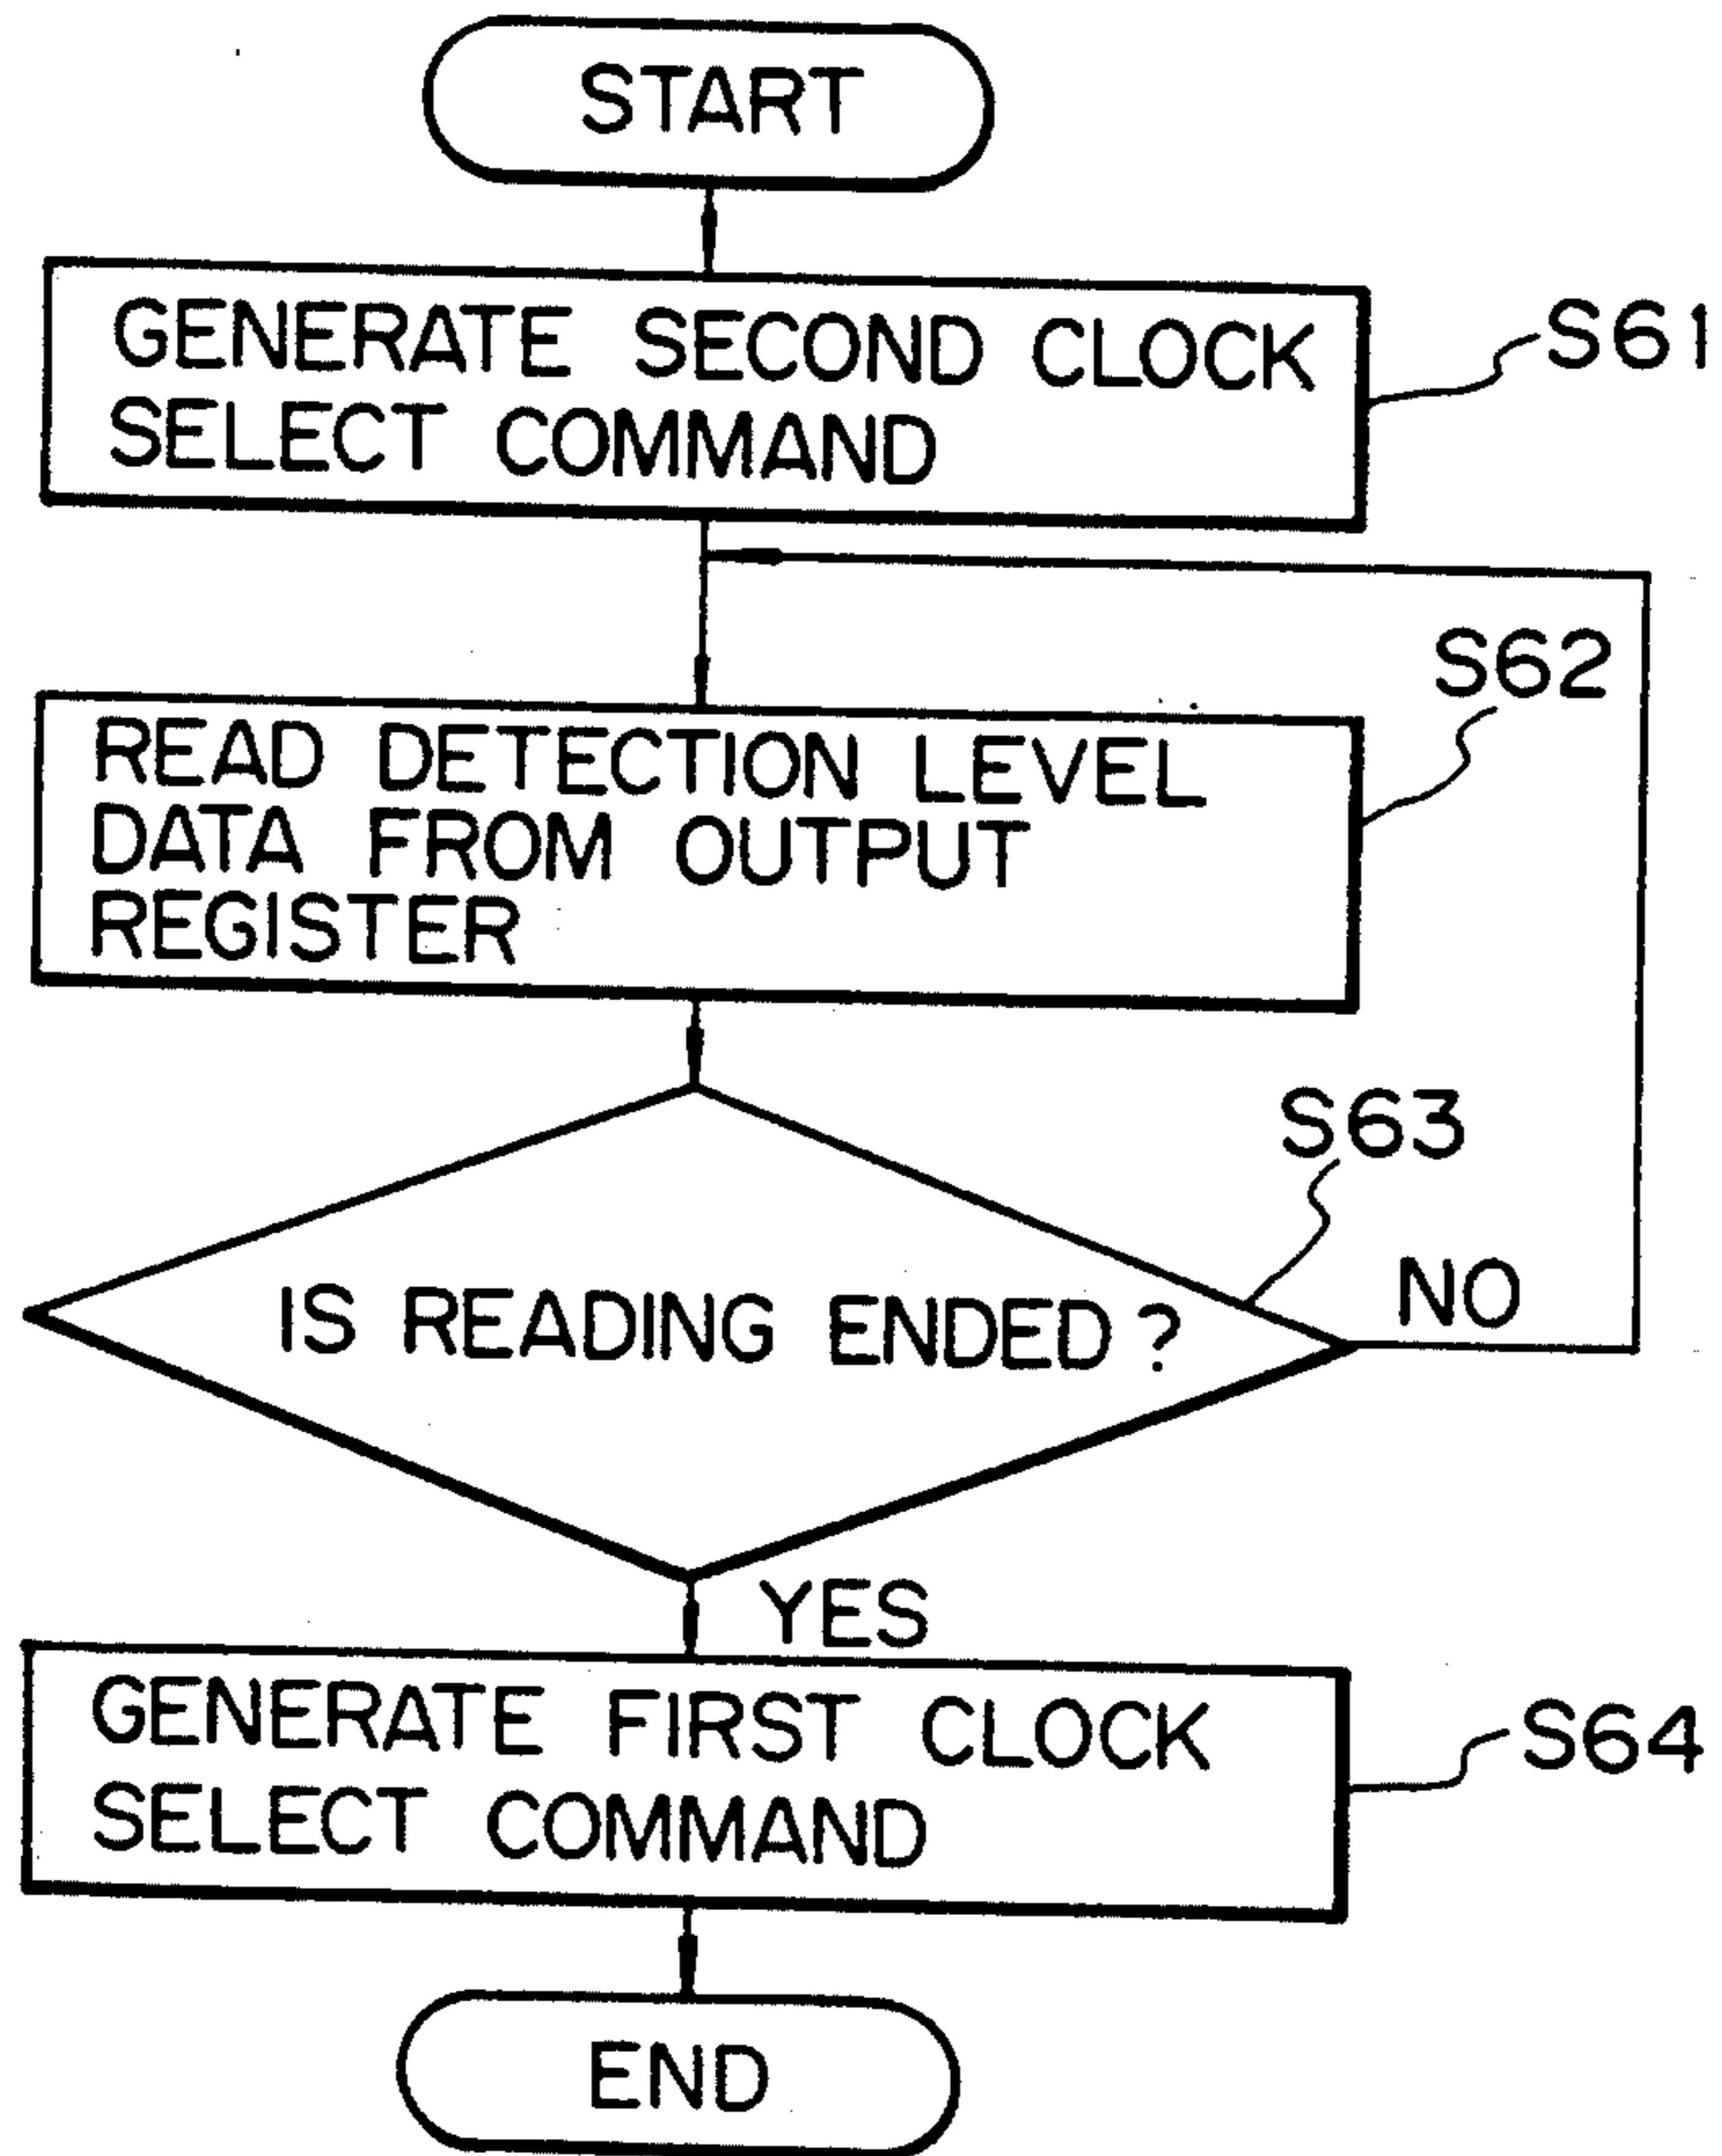 START
GENERATE SECOND CLOCK
SELECT COMMAND
S61
S62
READ DETECTION LEVEL
DATA FROM OUTPUT
REGISTER
S63
IS READING ENDED?
NO
YES
GENERATE FIRST CLOCK
SELECT COMMAND
S64
END